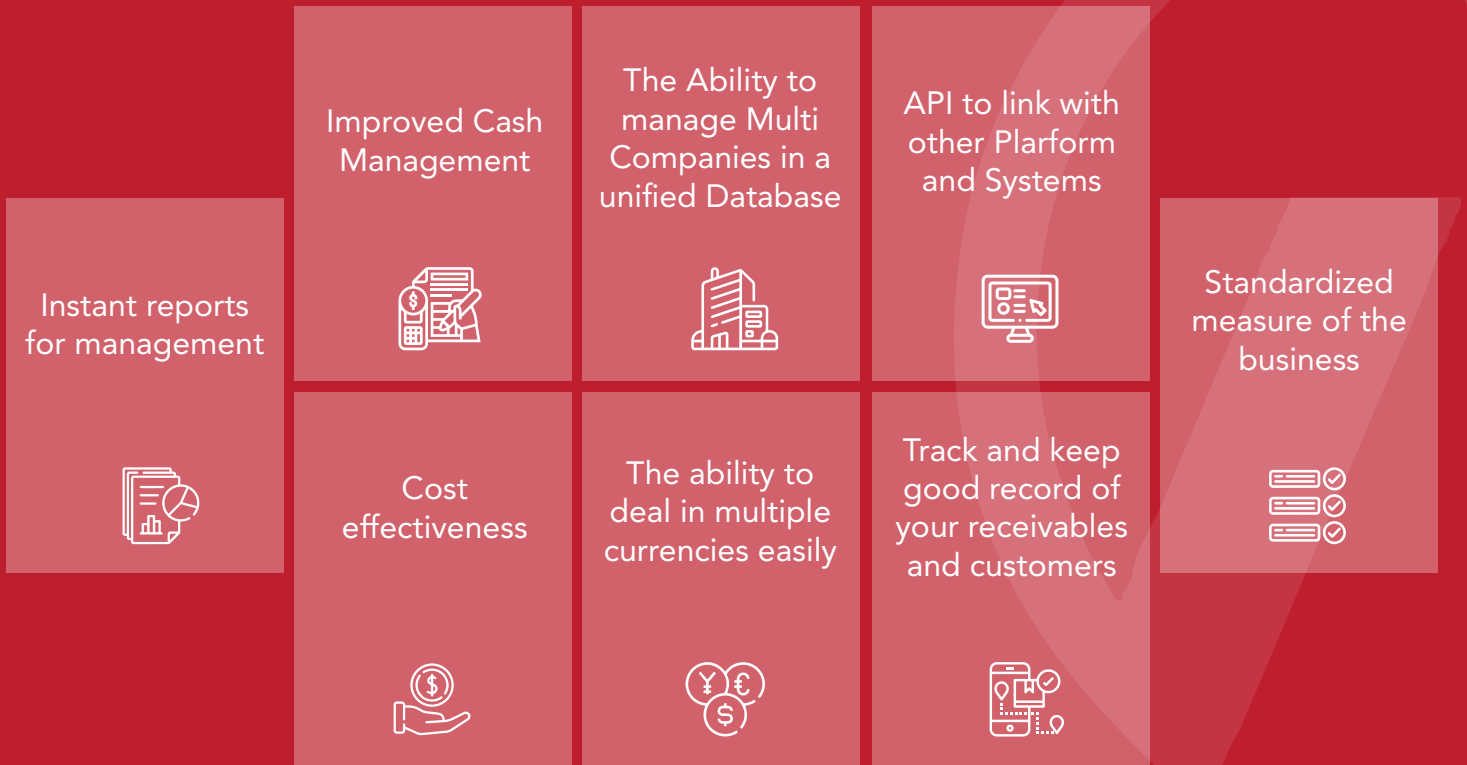 Instant reports
for management
Improved Cash
Management
The Ability to
manage Multi
Companies in a
unified Database
API to link with
other Plarform
and Systems
Standardized
measure of the
business
Cost
effectiveness
The ability to
deal in multiple
currencies easily
Track and keep
good record of
your receivables
and customers